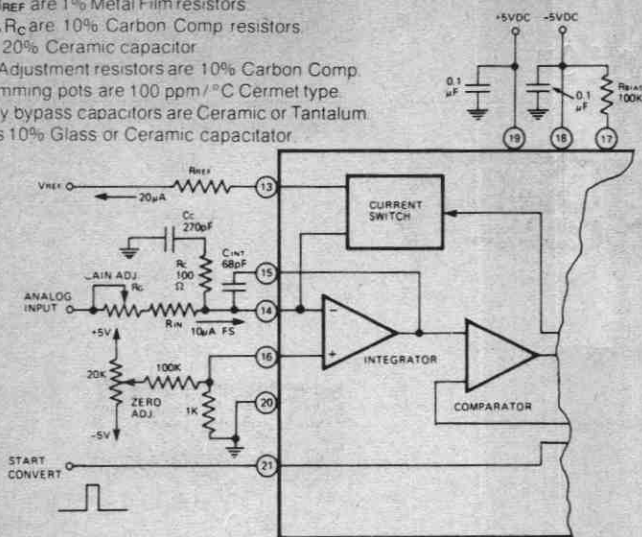 REF are 1% Metal Film resistors.
RC are 10% Carbon Comp resistors.
20% Ceramic capacitor
Adjustment resistors are 10% Carbon Comp.
mming pots are 100 ppm/°C Cermet type.
y bypass capacitors are Ceramic or Tantalum.
s 10% Glass or Ceramic capacitator.
+5VDC
-5VDC
0.1 µF
0.1 µF
RBIAS
100K
19
18
17
VREF
20µA
RREF
13
CURRENT
SWITCH
CC
270pF
RC
100
Ω
CINT
68pF
15
AIN ADJ.
RG
ANALOG
INPUT
RIN
10µA FS
14
+5V
16
INTEGRATOR
20K
100K
ZERO
ADJ.
1K
20
COMPARATOR
-5V
START
CONVERT
21